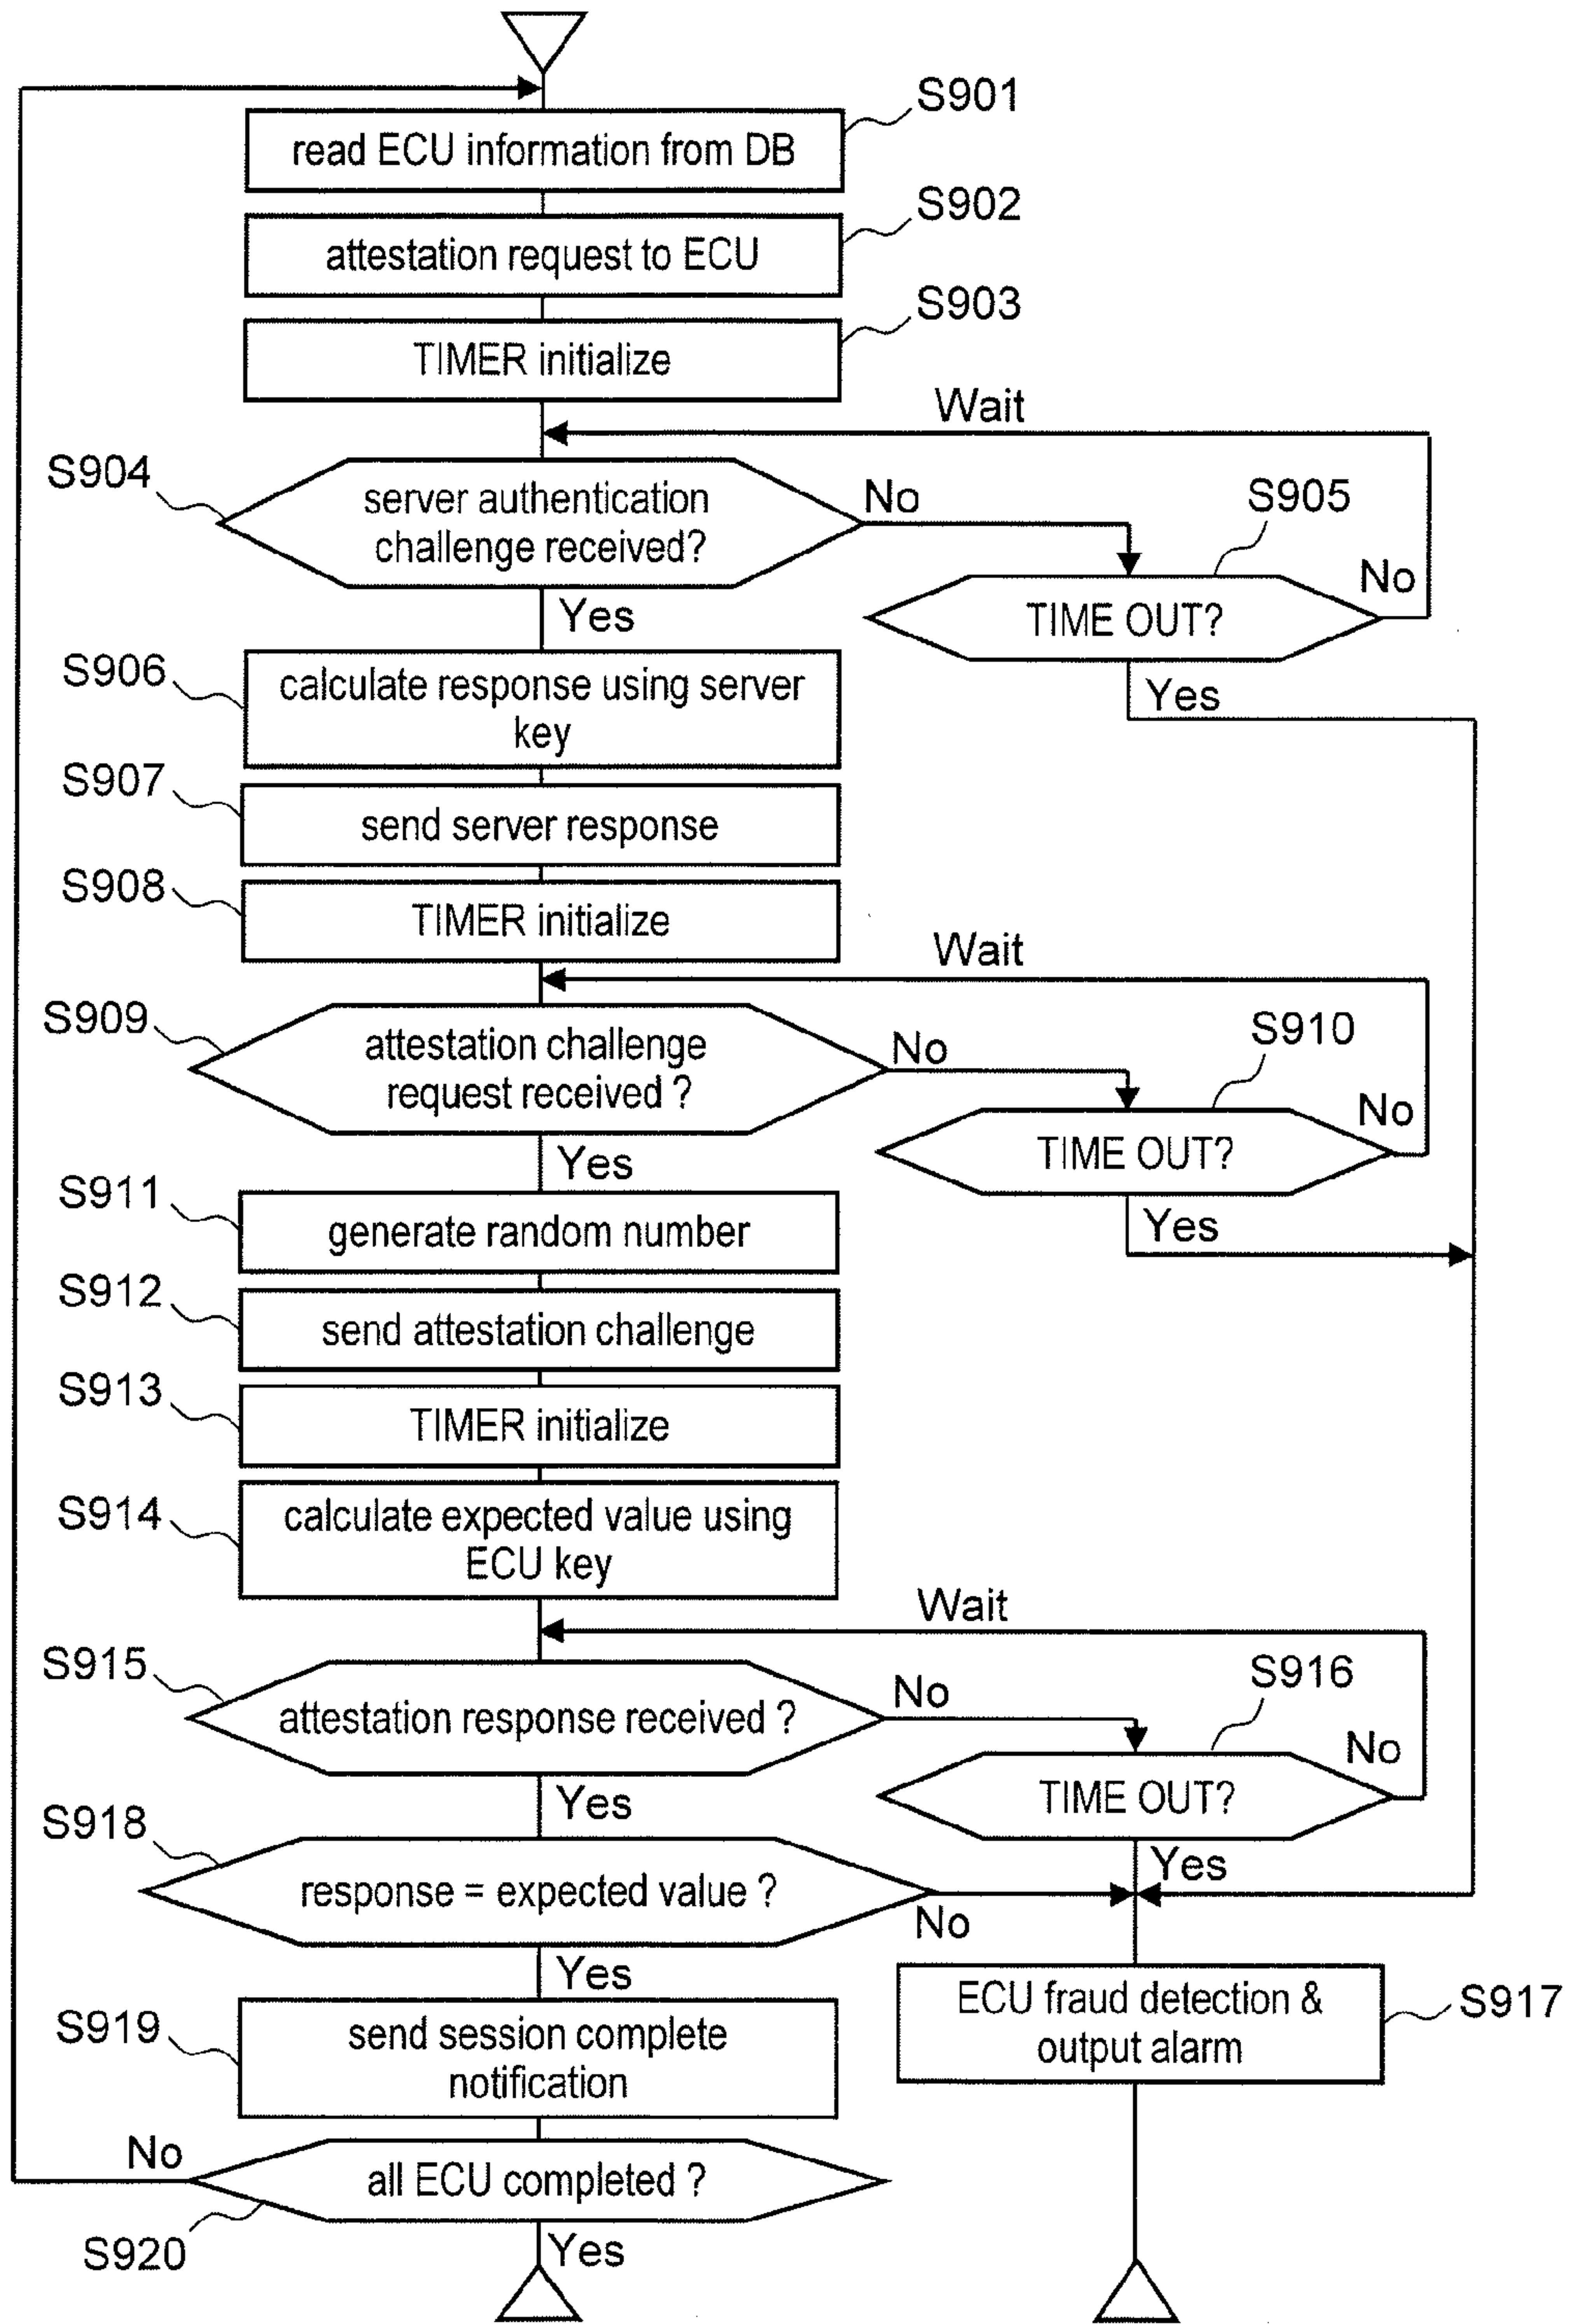 S901
read ECU information from DB
S902
attestation request to ECU
S903
TIMER initialize
Wait
S904
server authentication
challenge received?
No
S905
TIME OUT?
No
Yes
Yes
S906
calculate response using server
key
S907
send server response
S908
TIMER initialize
Wait
S909
attestation challenge
request received ?
No
S910
TIME OUT?
No
Yes
Yes
S911
generate random number
S912
send attestation challenge
S913
TIMER initialize
S914
calculate expected value using
ECU key
Wait
S915
attestation response received ?
No
S916
TIME OUT?
No
Yes
Yes
S918
response = expected value ?
No
Yes
S919
send session complete
notification
ECU fraud detection &
output alarm
S917
No
all ECU completed ?
S920
Yes